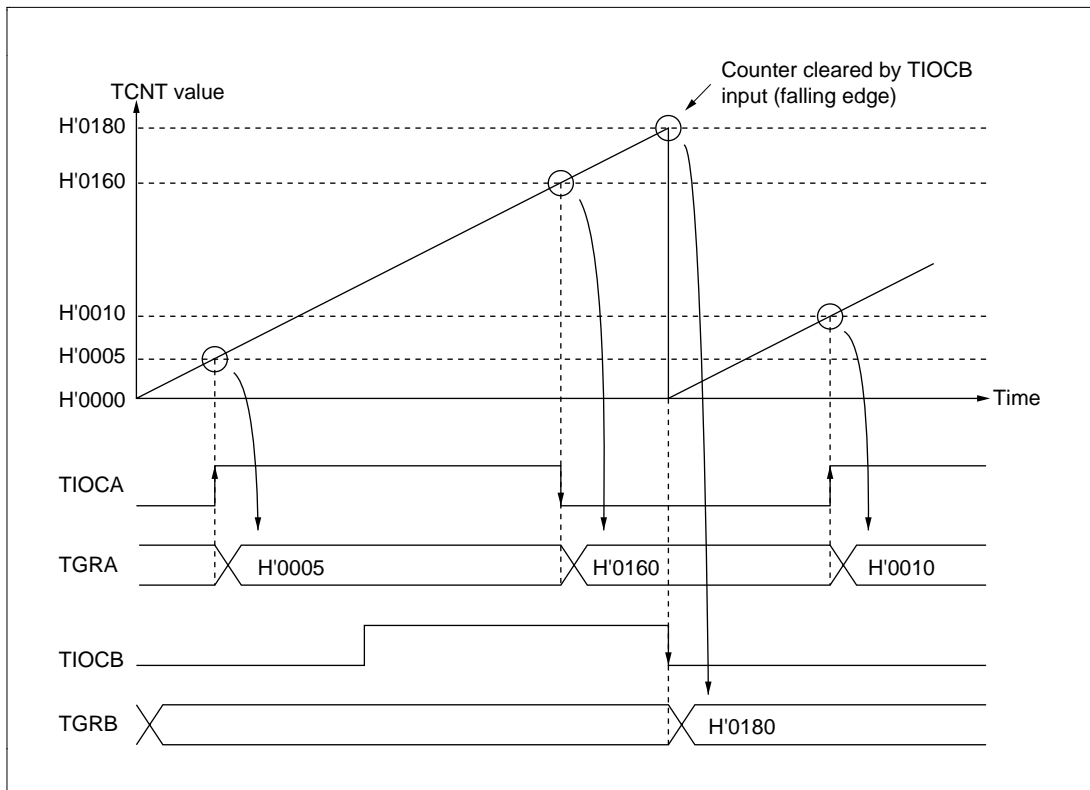 Counter cleared by TIOCB
input (falling edge)
TCNT value
H'0180
H'0160
H'0010
H'0005
H'0000
Time
TIOCA
TGRA
H'0005
H'0160
H'0010
TIOCB
TGRB
H'0180